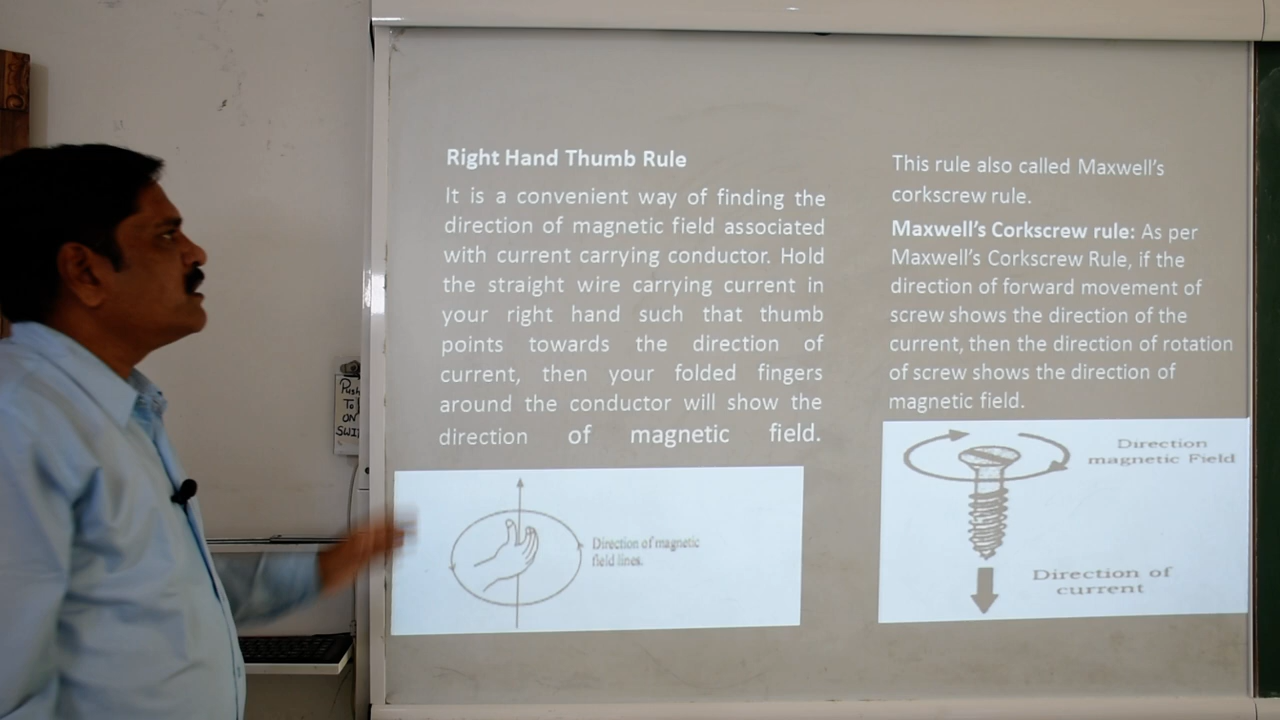 Right Hand Thumb Rule
It is a convenient way of finding the
direction of magnetic field associated
with current carrying conductor. Hold
the straight wire carrying current in
your right hand such that thumb
points towards the direction of
current, then your folded fingers
around the conductor will show the
direction of magnetic field.
Direction of magnetic
field lines.
This rule also called Maxwell's
corkscrew rule.
Maxwell's Corkscrew rule: As per
Maxwell's Corkscrew Rule, if the
direction of forward movement of
screw shows the direction of the
current, then the direction of rotation
of screw shows the direction of
magnetic field.
Direction
magnetic Field
Direction of
current
Push
To
ON